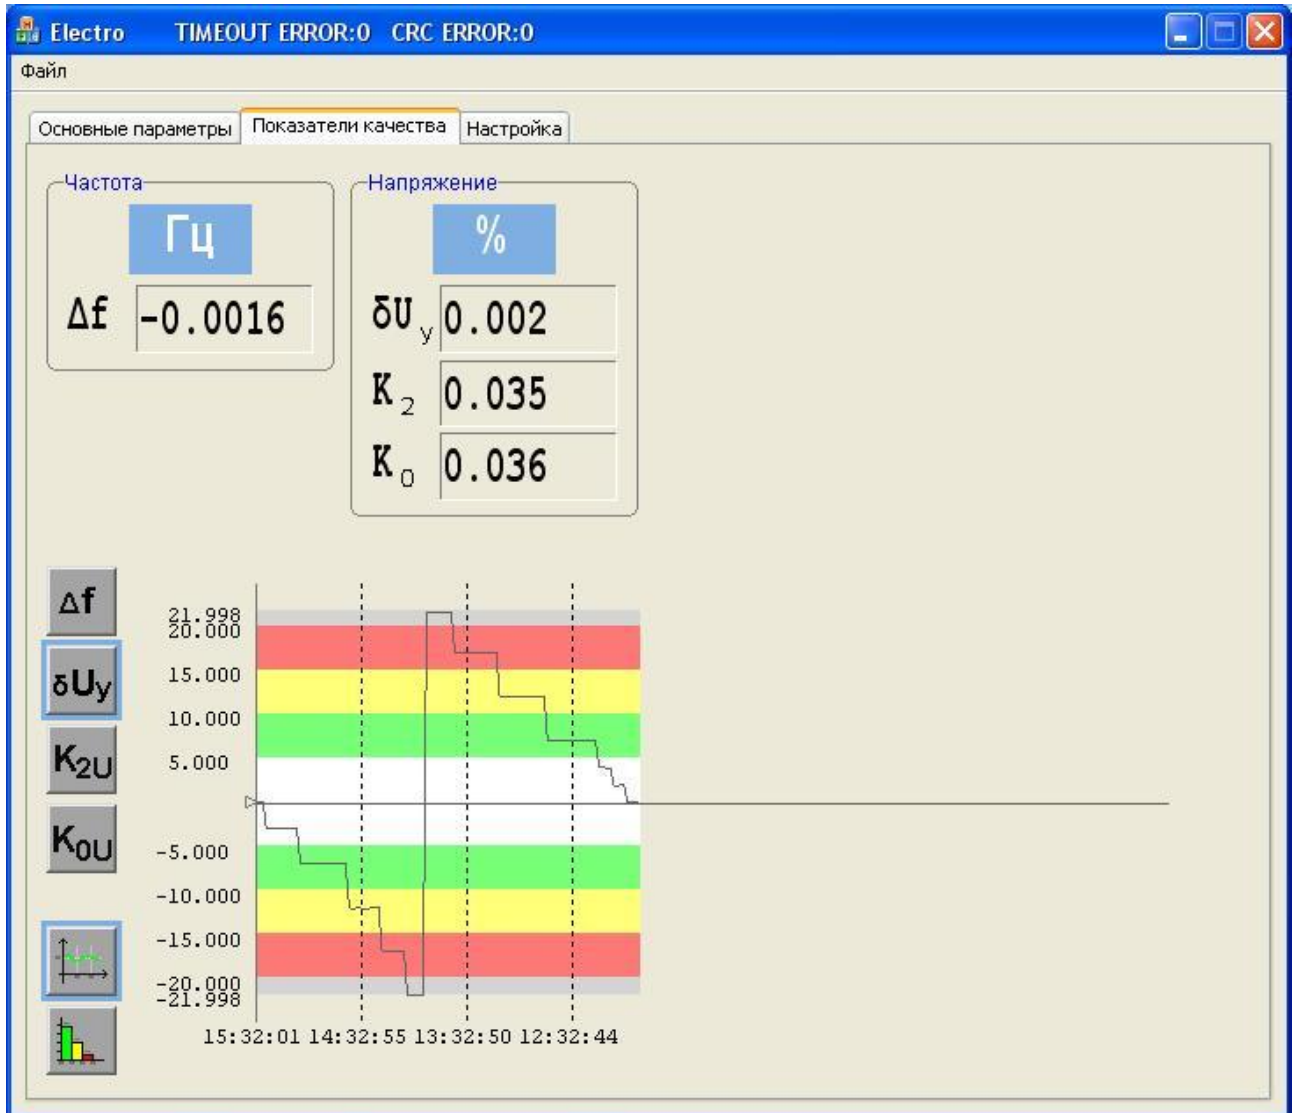 Electro TIMEOUT ERROR:0 CRC ERROR:0
Файл
Основные параметры Показатели качества Настройка
Частота Напряжение
Гц %
Δf -0.0016 δUy 0.002
K2 0.035
K0 0.036
Δf
δUy
K2U
K0U
21.998
20.000
15.000
10.000
5.000
-5.000
-10.000
-15.000
-20.000
-21.998
15:32:01 14:32:55 13:32:50 12:32:44